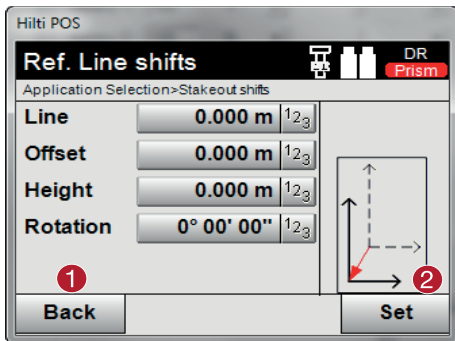 Hilti POS
Ref. Line shifts
DR
Prism
Application Selection>Stakeout shifts
Line 0.000 m 123
Offset 0.000 m 123
Height 0.000 m 123
Rotation 0° 00' 00" 123
1 2
Back Set